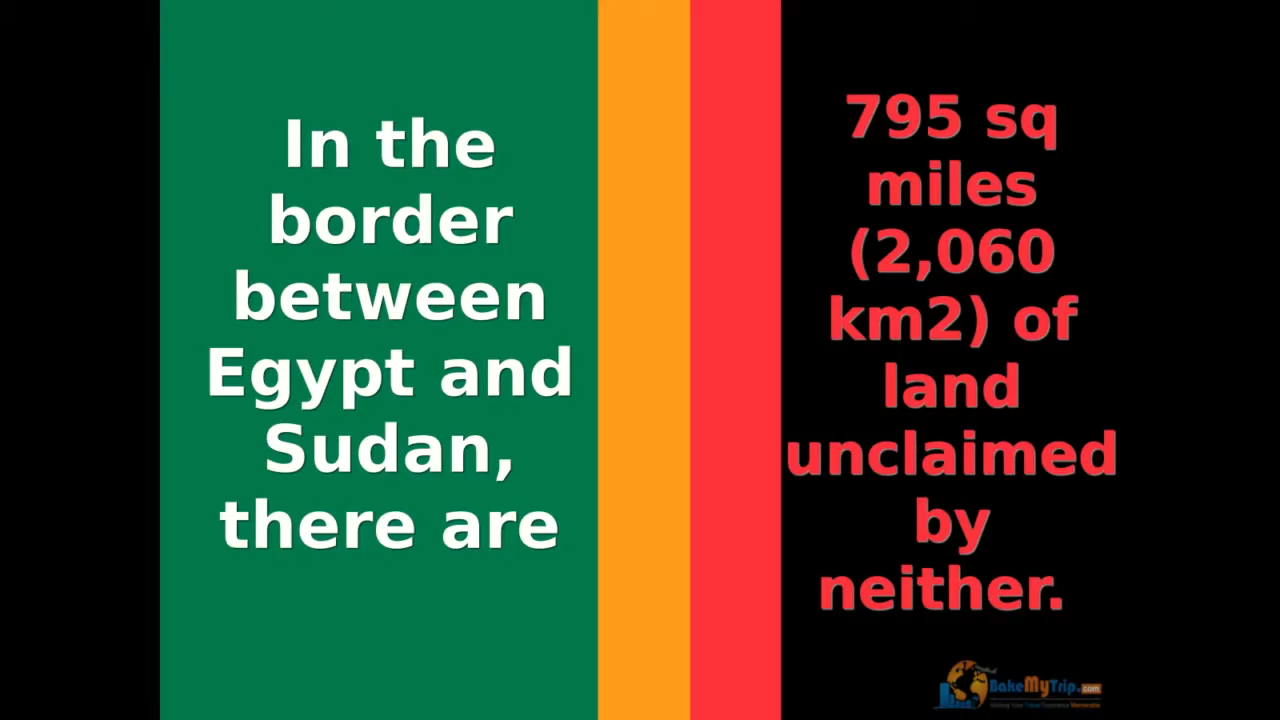 In the
border
between
Egypt and
Sudan,
there are
795 sq
miles
(2,060
km2) of
land
unclaimed
by
neither.
BakeMyTrip.com